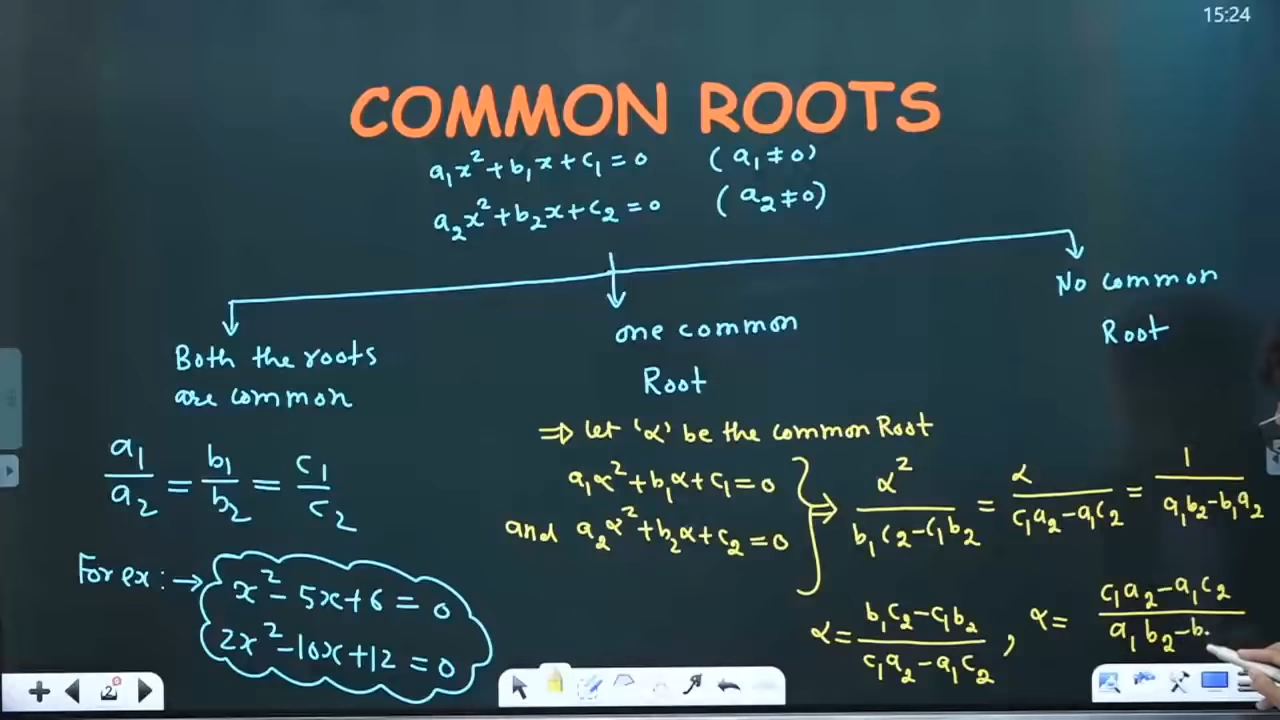 15:24
COMMON ROOTS
a₁x²+b₁x+c₁=0 (a₁≠0)
a₂x²+b₂x+c₂=0 (a₂≠0)
Both the roots
are common
one common
Root
No common
Root
a₁/a₂ = b₁/b₂ = c₁/c₂
For ex:→
x²-5x+6=0
2x²-10x+12=0
⇒ let 'α' be the common Root
a₁α²+b₁α+c₁=0
and a₂α²+b₂α+c₂=0
⇒ α²/(b₁c₂-c₁b₂) = α/(c₁a₂-a₁c₂) = 1/(a₁b₂-b₁a₂)
α = (b₁c₂-c₁b₂)/(c₁a₂-a₁c₂) , α = (c₁a₂-a₁c₂)/(a₁b₂-b
2